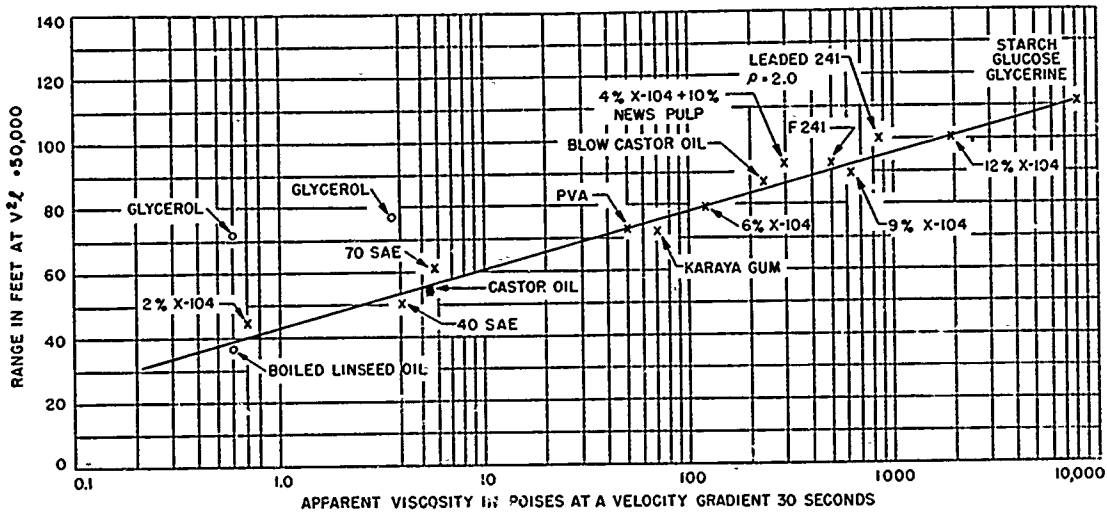 140
120
100
80
60
40
20
0
RANGE IN FEET AT V²ℓ = 50,000
STARCH
GLUCOSE
GLYCERINE
LEADED 241
ρ = 2.0
4% X-104 + 10%
NEWS PULP
F 241
BLOW CASTOR OIL
12% X-104
GLYCEROL
GLYCEROL
PVA
6% X-104
9% X-104
70 SAE
KARAYA GUM
CASTOR OIL
2% X-104
40 SAE
BOILED LINSEED OIL
0.1
1.0
10
100
1000
10,000
APPARENT VISCOSITY IN POISES AT A VELOCITY GRADIENT 30 SECONDS